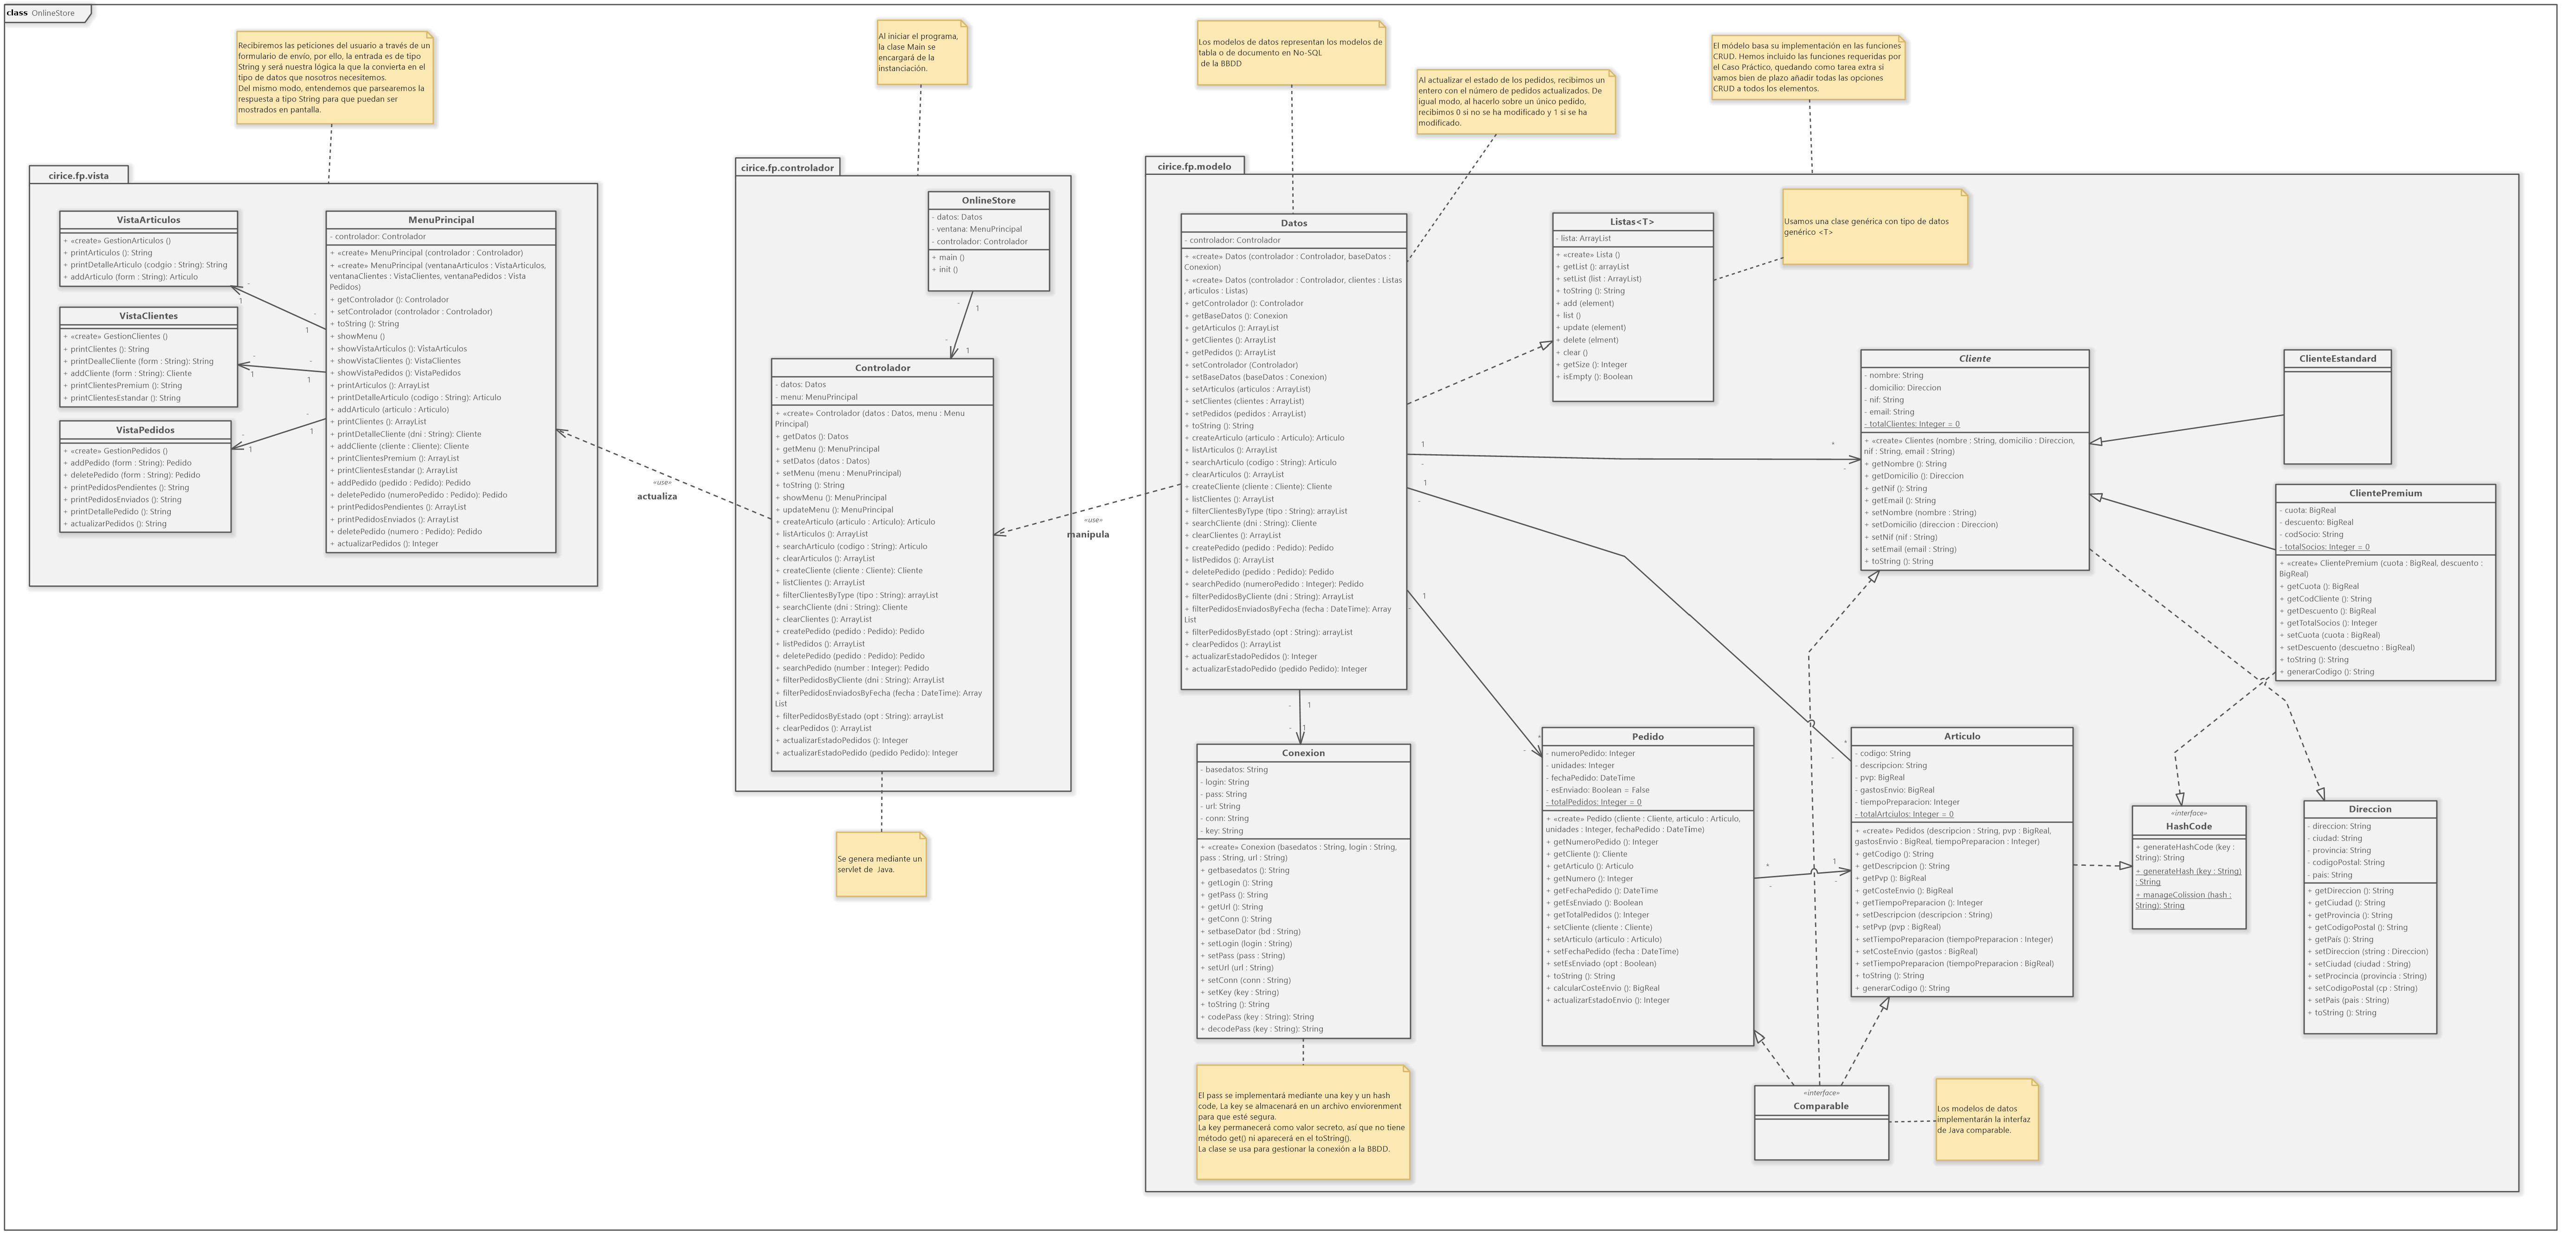 class OnlineStore
Recibiremos las peticiones del usuario a través de un
formulario de envío, por ello, la entrada es de tipo
String y será nuestra lógica la que la convierta en el
tipo de datos que nosotros necesitemos.
Del mismo modo, entendemos que parsearemos la
respuesta a tipo String para que puedan ser
mostrados en pantalla.
Al iniciar el programa,
la clase Main se
encargará de la
instanciación.
Los modelos de datos representan los modelos de
tabla o de documento en No-SQL
de la BBDD
Al actualizar el estado de los pedidos, recibimos un
entero con el número de pedidos actualizados. De
igual modo, al hacerlo sobre un único pedido,
recibimos 0 si no se ha modificado y 1 si se ha
modificado.
El módelo basa su implementación en las funciones
CRUD. Hemos incluido las funciones requeridas por
el Caso Práctico, quedando como tarea extra si
vamos bien de plazo añadir todas las opciones
CRUD a todos los elementos.
cirice.fp.vista
VistaArticulos
+ «create» GestionArticulos ()
+ printArticulos (): String
+ printDetalleArticulo (codgio : String): String
+ addArticulo (form : String): Articulo
VistaClientes
+ «create» GestionClientes ()
+ printClientes (): String
+ printDealleCliente (form : String): String
+ addCliente (form : String): Cliente
+ printClientesPremium (): String
+ printClientesEstandar (): String
VistaPedidos
+ «create» GestionPedidos ()
+ addPedido (form : String): Pedido
+ deletePedido (form : String): Pedido
+ printPedidosPendientes (): String
+ printPedidosEnviados (): String
+ printDetallePedido (): String
+ actualizarPedidos (): String
MenuPrincipal
- controlador: Controlador
+ «create» MenuPrincipal (controlador : Controlador)
+ «create» MenuPrincipal (ventanaArticulos : VistaArticulos,
ventanaClientes : VistaClientes, ventanaPedidos : Vista
Pedidos)
+ getControlador (): Controlador
+ setControlador (controlador : Controlador)
+ toString (): String
+ showMenu ()
+ showVistaArticulos (): VistaArticulos
+ showVistaClientes (): VistaClientes
+ showVistaPedidos (): VistaPedidos
+ printArticulos (): ArrayList
+ printDetalleArticulo (codigo : String): Articulo
+ addArticulo (articulo : Articulo)
+ printClientes (): ArrayList
+ printDetalleCliente (dni : String): Cliente
+ addCliente (cliente : Cliente): Cliente
+ printClientesPremium (): ArrayList
+ printClientesEstandar (): ArrayList
+ addPedido (pedido : Pedido): Pedido
+ deletePedido (numeroPedido : Pedido): Pedido
+ printPedidosPendientes (): ArrayList
+ printPedidosEnviados (): ArrayList
+ deletePedido (numero : Pedido): Pedido
+ actualizarPedidos (): Integer
«use»
actualiza
cirice.fp.controlador
OnlineStore
- datos: Datos
- ventana: MenuPrincipal
- controlador: Controlador
+ main ()
+ init ()
Controlador
- datos: Datos
- menu: MenuPrincipal
+ «create» Controlador (datos : Datos, menu : Menu
Principal)
+ getDatos (): Datos
+ getMenu (): MenuPrincipal
+ setDatos (datos : Datos)
+ setMenu (menu : MenuPrincipal)
+ toString (): String
+ showMenu (): MenuPrincipal
+ updateMenu (): MenuPrincipal
+ createArticulo (articulo : Articulo): Articulo
+ listArticulos (): ArrayList
+ searchArticulo (codigo : String): Articulo
+ clearArticulos (): ArrayList
+ createCliente (cliente : Cliente): Cliente
+ listClientes (): ArrayList
+ filterClientesByType (tipo : String): arrayList
+ searchCliente (dni : String): Cliente
+ clearClientes (): ArrayList
+ createPedido (pedido : Pedido): Pedido
+ listPedidos (): ArrayList
+ deletePedido (pedido : Pedido): Pedido
+ searchPedido (number : Integer): Pedido
+ filterPedidosByCliente (dni : String): ArrayList
+ filterPedidosEnviadosByFecha (fecha : DateTime): Array
List
+ filterPedidosByEstado (opt : String): arrayList
+ clearPedidos (): ArrayList
+ actualizarEstadoPedidos (): Integer
+ actualizarEstadoPedido (pedido Pedido): Integer
Se genera mediante un
servlet de Java.
«use»
manipula
cirice.fp.modelo
Datos
- controlador: Controlador
+ «create» Datos (controlador : Controlador, baseDatos :
Conexion)
+ «create» Datos (controlador : Controlador, clientes : Listas
, articulos : Listas)
+ getControlador (): Controlador
+ getBaseDatos (): Conexion
+ getArticulos (): ArrayList
+ getClientes (): ArrayList
+ getPedidos (): ArrayList
+ setControlador (Controlador)
+ setBaseDatos (baseDatos : Conexion)
+ setArticulos (articulos : ArrayList)
+ setClientes (clientes : ArrayList)
+ setPedidos (pedidos : ArrayList)
+ toString (): String
+ createArticulo (articulo : Articulo): Articulo
+ listArticulos (): ArrayList
+ searchArticulo (codigo : String): Articulo
+ clearArticulos (): ArrayList
+ createCliente (cliente : Cliente): Cliente
+ listClientes (): ArrayList
+ filterClientesByType (tipo : String): arrayList
+ searchCliente (dni : String): Cliente
+ clearClientes (): ArrayList
+ createPedido (pedido : Pedido): Pedido
+ listPedidos (): ArrayList
+ deletePedido (pedido : Pedido): Pedido
+ searchPedido (numeroPedido : Integer): Pedido
+ filterPedidosByCliente (dni : String): ArrayList
+ filterPedidosEnviadosByFecha (fecha : DateTime): Array
List
+ filterPedidosByEstado (opt : String): arrayList
+ clearPedidos (): ArrayList
+ actualizarEstadoPedidos (): Integer
+ actualizarEstadoPedido (pedido Pedido): Integer
Listas<T>
- lista: ArrayList
+ «create» Lista ()
+ getList (): arrayList
+ setList (list : ArrayList)
+ toString (): String
+ add (element)
+ list ()
+ update (element)
+ delete (elment)
+ clear ()
+ getSize (): Integer
+ isEmpty (): Boolean
Usamos una clase genérica con tipo de datos
genérico <T>
Cliente
- nombre: String
- domicilio: Direccion
- nif: String
- email: String
- totalClientes: Integer = 0
+ «create» Clientes (nombre : String, domicilio : Direccion,
nif : String, email : String)
+ getNombre (): String
+ getDomicilio (): Direccion
+ getNif (): String
+ getEmail (): String
+ setNombre (nombre : String)
+ setDomicilio (direccion : Direccion)
+ setNif (nif : String)
+ setEmail (email : String)
+ toString (): String
ClienteEstandard
ClientePremium
- cuota: BigReal
- descuento: BigReal
- codSocio: String
- totalSocios: Integer = 0
+ «create» ClientePremium (cuota : BigReal, descuento :
BigReal)
+ getCuota (): BigReal
+ getCodCliente (): String
+ getDescuento (): BigReal
+ getTotalSocios (): Integer
+ setCuota (cuota : BigReal)
+ setDescuento (descuetno : BigReal)
+ toString (): String
+ generarCodigo (): String
Conexion
- basedatos: String
- login: String
- pass: String
- url: String
- conn: String
- key: String
+ «create» Conexion (basedatos : String, login : String,
pass : String, url : String)
+ getbasedatos (): String
+ getLogin (): String
+ getPass (): String
+ getUrl (): String
+ getConn (): String
+ setbaseDator (bd : String)
+ setLogin (login : String)
+ setPass (pass : String)
+ setUrl (url : String)
+ setConn (conn : String)
+ setKey (key : String)
+ toString (): String
+ codePass (key : String): String
+ decodePass (key : String): String
El pass se implementará mediante una key y un hash
code, La key se almacenará en un archivo enviorenment
para que esté segura.
La key permanecerá como valor secreto, así que no tiene
método get() ni aparecerá en el toString().
La clase se usa para gestionar la conexión a la BBDD.
Pedido
- numeroPedido: Integer
- unidades: Integer
- fechaPedido: DateTime
- esEnviado: Boolean = False
- totalPedidos: Integer = 0
+ «create» Pedido (cliente : Cliente, articulo : Articulo,
unidades : Integer, fechaPedido : DateTime)
+ getNumeroPedido (): Integer
+ getCliente (): Cliente
+ getArticulo (): Articulo
+ getNumero (): Integer
+ getFechaPedido (): DateTime
+ getEsEnviado (): Boolean
+ getTotalPedidos (): Integer
+ setCliente (cliente : Cliente)
+ setArticulo (articulo : Articulo)
+ setFechaPedido (fecha : DateTime)
+ setEsEnviado (opt : Boolean)
+ toString (): String
+ calcularCosteEnvio (): BigReal
+ actualizarEstadoEnvio (): Integer
Articulo
- codigo: String
- descripcion: String
- pvp: BigReal
- gastosEnvio: BigReal
- tiempoPreparacion: Integer
- totalArtciulos: Integer = 0
+ «create» Pedidos (descripcion : String, pvp : BigReal,
gastosEnvio : BigReal, tiempoPreparacion : Integer)
+ getCodigo (): String
+ getDescripcion (): String
+ getPvp (): BigReal
+ getCosteEnvio (): BigReal
+ getTiempoPreparacion (): Integer
+ setDescripcion (descripcion : String)
+ setPvp (pvp : BigReal)
+ setTiempoPreparacion (tiempoPreparacion : Integer)
+ setCosteEnvio (gastos : BigReal)
+ setTiempoPreparacion (tiempoPreparacion : BigReal)
+ toString (): String
+ generarCodigo (): String
«interface»
HashCode
+ generateHashCode (key :
String): String
+ generateHash (key : String)
: String
+ manageColission (hash :
String): String
Direccion
- direccion: String
- ciudad: String
- provincia: String
- codigoPostal: String
- pais: String
+ getDireccion (): String
+ getCiudad (): String
+ getProvincia (): String
+ getCodigoPostal (): String
+ getPaís (): String
+ setDireccion (string : Direccion)
+ setCiudad (ciudad : String)
+ setProcincia (provincia : String)
+ setCodigoPostal (cp : String)
+ setPais (pais : String)
+ toString (): String
«interface»
Comparable
Los modelos de datos
implementarán la interfaz
de Java comparable.